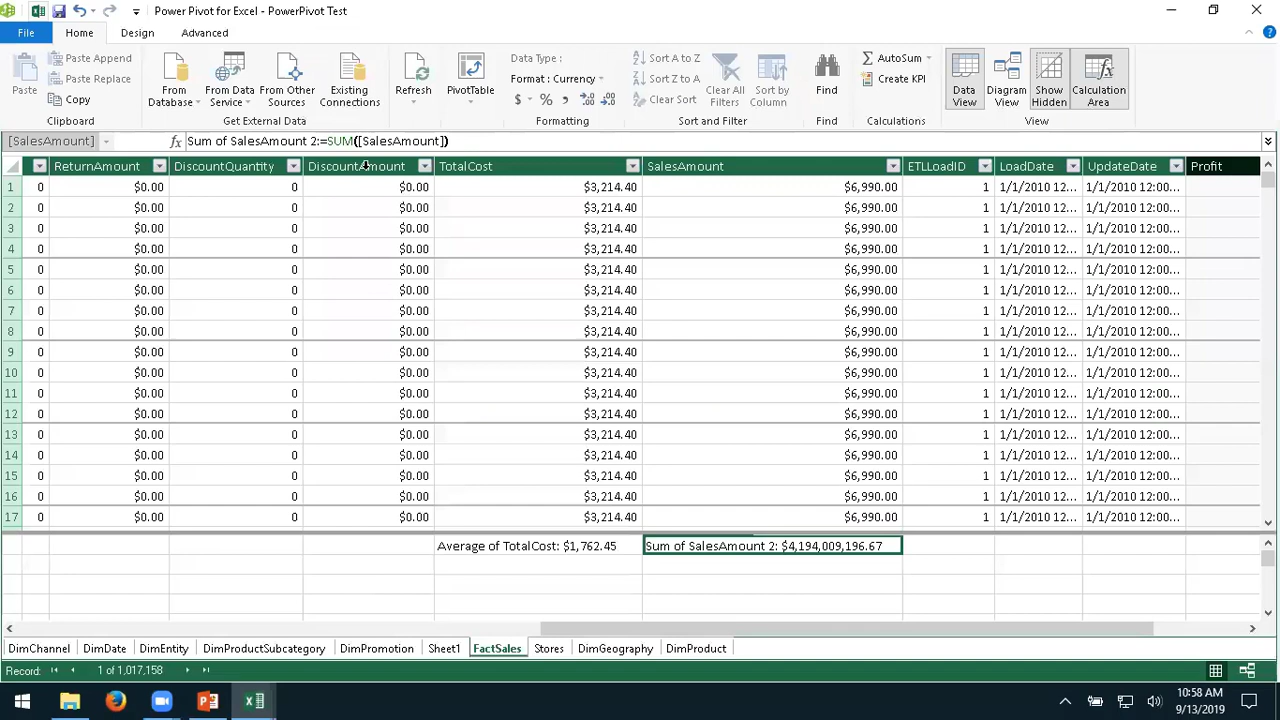 Power Pivot for Excel - PowerPivot Test
File Home Design Advanced
Paste
Paste Append
Paste Replace
Copy
Clipboard
From Database
From Data Service
From Other Sources
Existing Connections
Get External Data
Refresh
PivotTable
Data Type :
Format : Currency
$ % ,
Formatting
Sort A to Z
Sort Z to A
Clear Sort
Clear All Filters
Sort by Column
Sort and Filter
Find
Find
AutoSum
Create KPI
Calculations
Data View
Diagram View
Show Hidden
Calculation Area
View
[SalesAmount] fx Sum of SalesAmount 2:=SUM([SalesAmount])
ReturnAmount DiscountQuantity DiscountAmount TotalCost SalesAmount ETLLoadID LoadDate UpdateDate Profit
1 0 $0.00 0 $0.00 $3,214.40 $6,990.00 1 1/1/2010 12... 1/1/2010 12:00...
2 0 $0.00 0 $0.00 $3,214.40 $6,990.00 1 1/1/2010 12... 1/1/2010 12:00...
3 0 $0.00 0 $0.00 $3,214.40 $6,990.00 1 1/1/2010 12... 1/1/2010 12:00...
4 0 $0.00 0 $0.00 $3,214.40 $6,990.00 1 1/1/2010 12... 1/1/2010 12:00...
5 0 $0.00 0 $0.00 $3,214.40 $6,990.00 1 1/1/2010 12... 1/1/2010 12:00...
6 0 $0.00 0 $0.00 $3,214.40 $6,990.00 1 1/1/2010 12... 1/1/2010 12:00...
7 0 $0.00 0 $0.00 $3,214.40 $6,990.00 1 1/1/2010 12... 1/1/2010 12:00...
8 0 $0.00 0 $0.00 $3,214.40 $6,990.00 1 1/1/2010 12... 1/1/2010 12:00...
9 0 $0.00 0 $0.00 $3,214.40 $6,990.00 1 1/1/2010 12... 1/1/2010 12:00...
10 0 $0.00 0 $0.00 $3,214.40 $6,990.00 1 1/1/2010 12... 1/1/2010 12:00...
11 0 $0.00 0 $0.00 $3,214.40 $6,990.00 1 1/1/2010 12... 1/1/2010 12:00...
12 0 $0.00 0 $0.00 $3,214.40 $6,990.00 1 1/1/2010 12... 1/1/2010 12:00...
13 0 $0.00 0 $0.00 $3,214.40 $6,990.00 1 1/1/2010 12... 1/1/2010 12:00...
14 0 $0.00 0 $0.00 $3,214.40 $6,990.00 1 1/1/2010 12... 1/1/2010 12:00...
15 0 $0.00 0 $0.00 $3,214.40 $6,990.00 1 1/1/2010 12... 1/1/2010 12:00...
16 0 $0.00 0 $0.00 $3,214.40 $6,990.00 1 1/1/2010 12... 1/1/2010 12:00...
17 0 $0.00 0 $0.00 $3,214.40 $6,990.00 1 1/1/2010 12... 1/1/2010 12:00...
Average of TotalCost: $1,762.45 Sum of SalesAmount 2: $4,194,009,196.67
DimChannel DimDate DimEntity DimProductSubcategory DimPromotion Sheet1 FactSales Stores DimGeography DimProduct
Record: 1 of 1,017,158
10:58 AM
9/13/2019